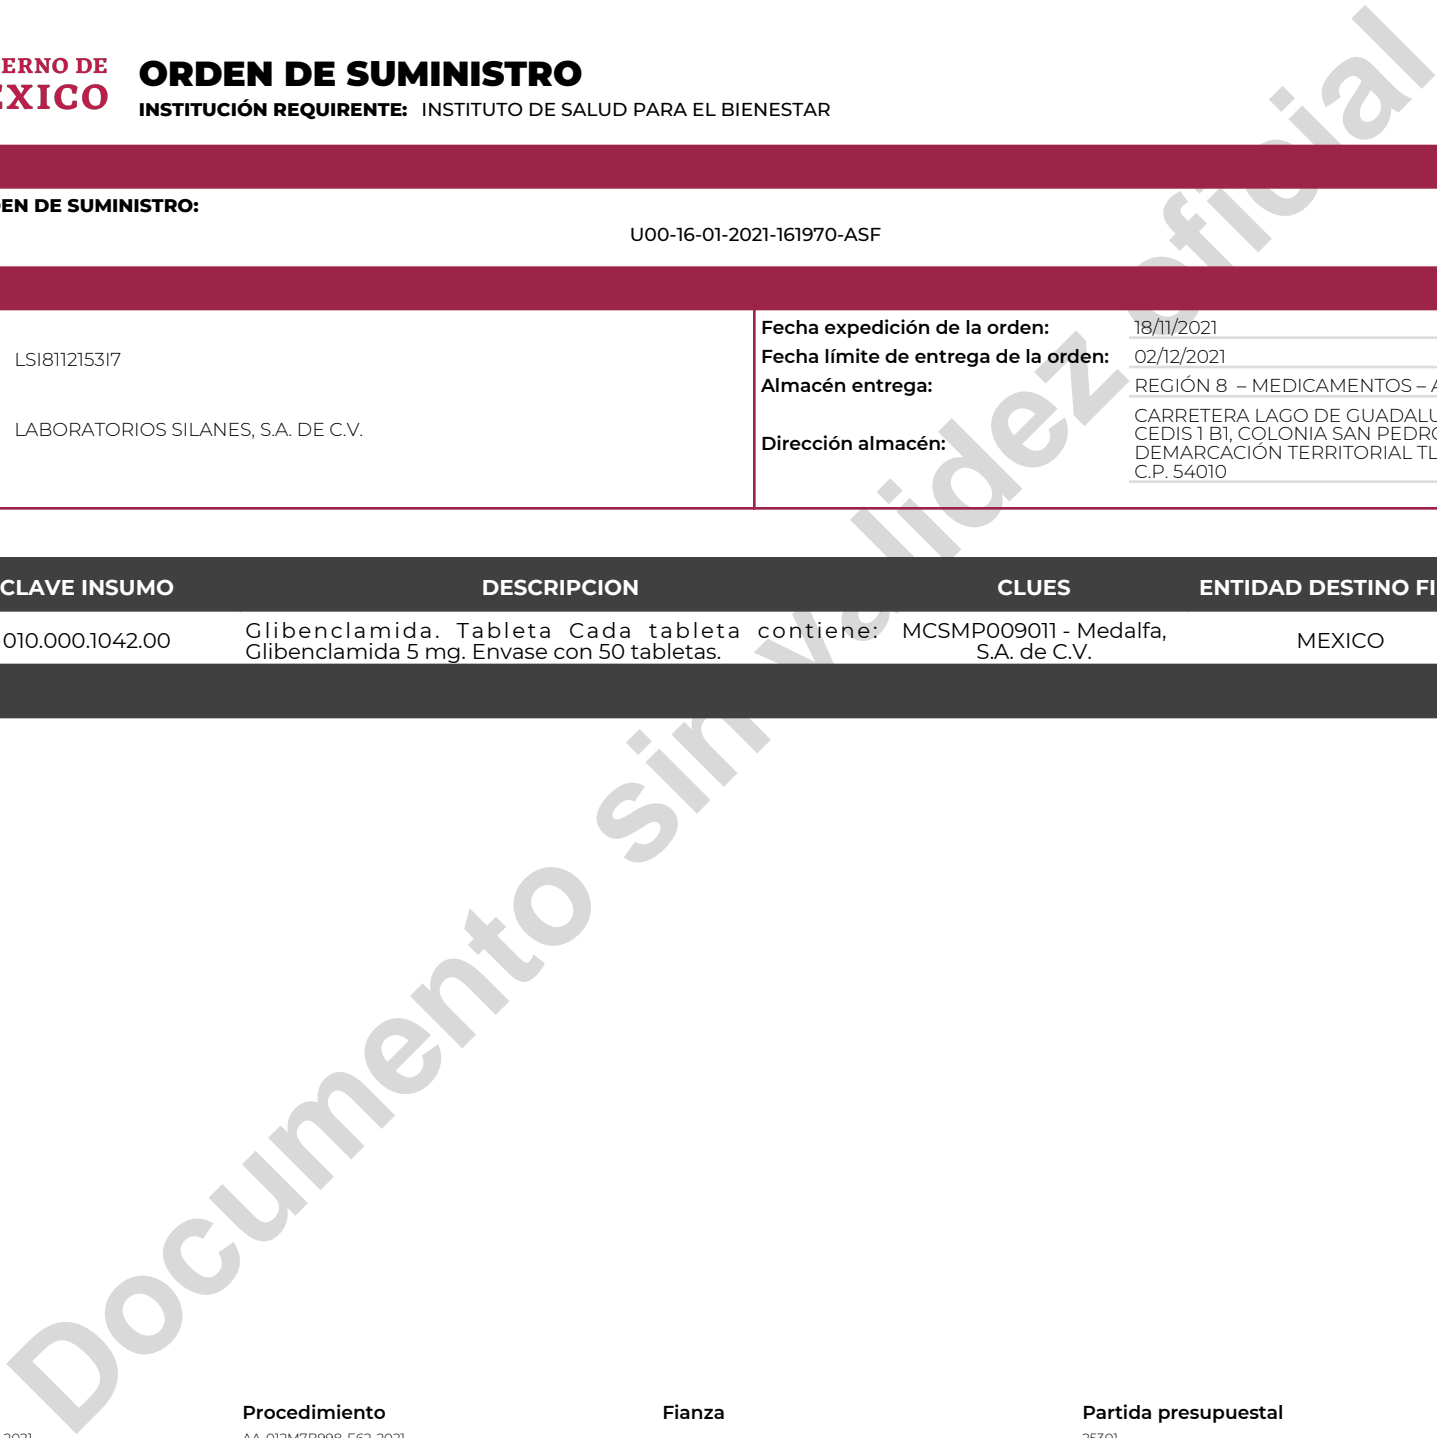 ERNO DE
EXICO
ORDEN DE SUMINISTRO
INSTITUCIÓN REQUIRENTE: INSTITUTO DE SALUD PARA EL BIENESTAR
EN DE SUMINISTRO:
U00-16-01-2021-161970-ASF
LSI8112153I7
LABORATORIOS SILANES, S.A. DE C.V.
Fecha expedición de la orden: 18/11/2021
Fecha límite de entrega de la orden: 02/12/2021
Almacén entrega: REGIÓN 8 – MEDICAMENTOS – A
Dirección almacén:
CARRETERA LAGO DE GUADALU
CEDIS 1 B1, COLONIA SAN PEDRO
DEMARCACIÓN TERRITORIAL TL
C.P. 54010
CLAVE INSUMO DESCRIPCION CLUES ENTIDAD DESTINO FI
010.000.1042.00
Glibenclamida. Tableta Cada tableta contiene:
Glibenclamida 5 mg. Envase con 50 tabletas.
MCSMP009011 - Medalfa,
S.A. de C.V.
MEXICO
Documento sin validez oficial
Procedimiento Fianza Partida presupuestal